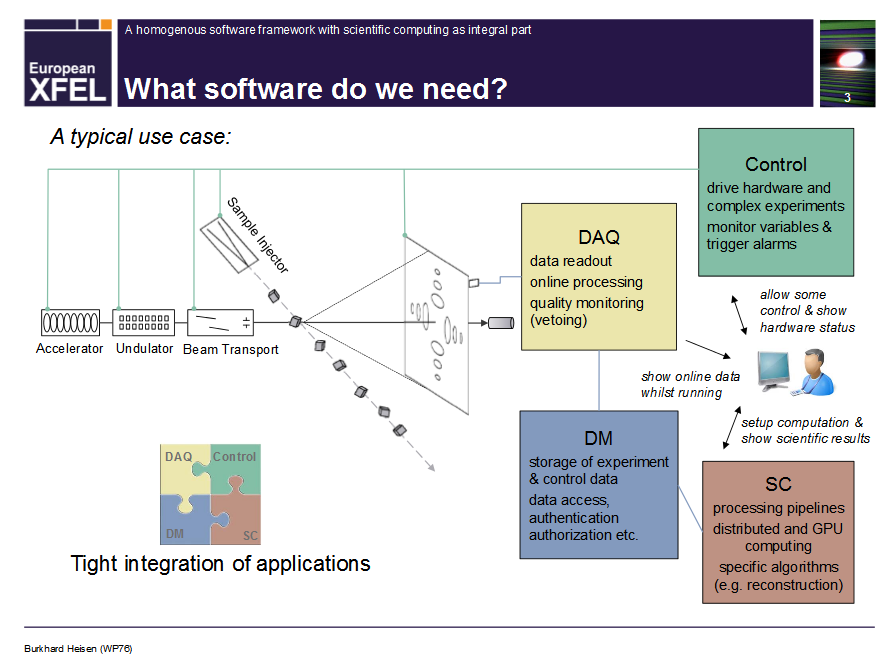 A homogenous software framework with scientific computing as integral part
European
XFEL
What software do we need?
3
A typical use case:
Control
drive hardware and
complex experiments
monitor variables &
trigger alarms
Sample Injector
DAQ
data readout
online processing
quality monitoring
(vetoing)
allow some
control & show
hardware status
Accelerator
Undulator
Beam Transport
show online data
whilst running
setup computation &
show scientific results
DM
storage of experiment
& control data
data access,
authentication
authorization etc.
SC
processing pipelines
distributed and GPU
computing
specific algorithms
(e.g. reconstruction)
DAQ
Control
DM
SC
Tight integration of applications
Burkhard Heisen (WP76)